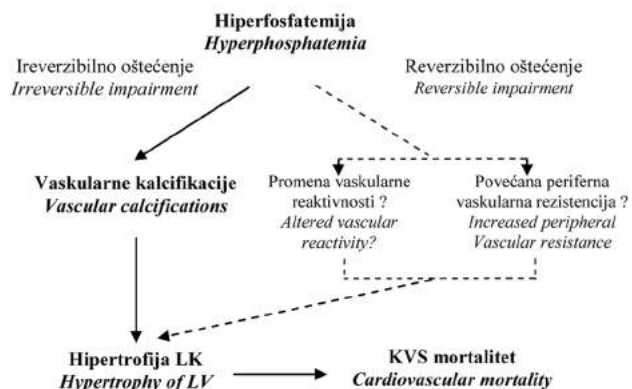 Hiperfosfatemija
Hyperphosphatemia
Ireverzibilno oštećenje
Irreversible impairment
Reverzibilno oštećenje
Reversible impairment
Vaskularne kalcifikacije
Vascular calcifications
Promena vaskularne
reaktivnosti ?
Altered vascular
reactivity?
Povećana periferna
vaskularna rezistencija ?
Increased peripheral
Vascular resistance
Hipertrofija LK
Hypertrophy of LV
KVS mortalitet
Cardiovascular mortality